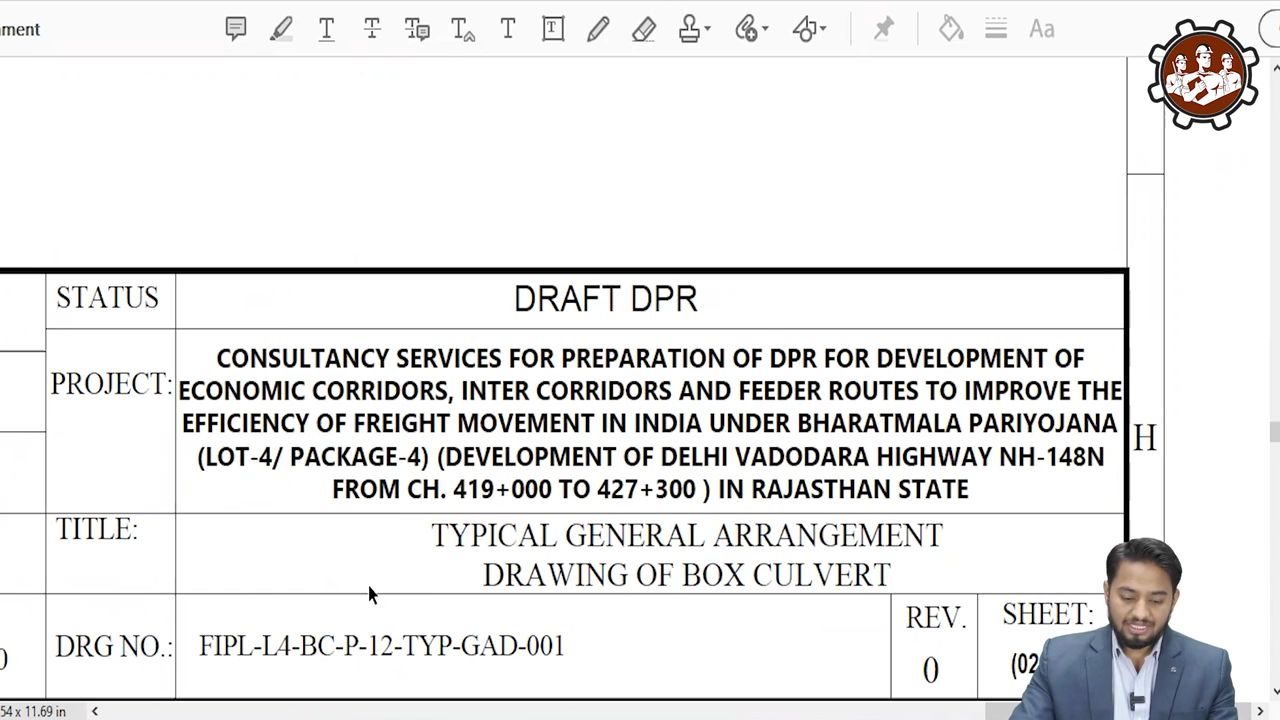 nment
Aa
STATUS
DRAFT DPR
PROJECT:
CONSULTANCY SERVICES FOR PREPARATION OF DPR FOR DEVELOPMENT OF
ECONOMIC CORRIDORS, INTER CORRIDORS AND FEEDER ROUTES TO IMPROVE THE
EFFICIENCY OF FREIGHT MOVEMENT IN INDIA UNDER BHARATMALA PARIYOJANA
(LOT-4/ PACKAGE-4) (DEVELOPMENT OF DELHI VADODARA HIGHWAY NH-148N
FROM CH. 419+000 TO 427+300 ) IN RAJASTHAN STATE
H
TITLE:
TYPICAL GENERAL ARRANGEMENT
DRAWING OF BOX CULVERT
0
DRG NO.:
FIPL-L4-BC-P-12-TYP-GAD-001
REV.
0
SHEET:
(02
54 x 11.69 in